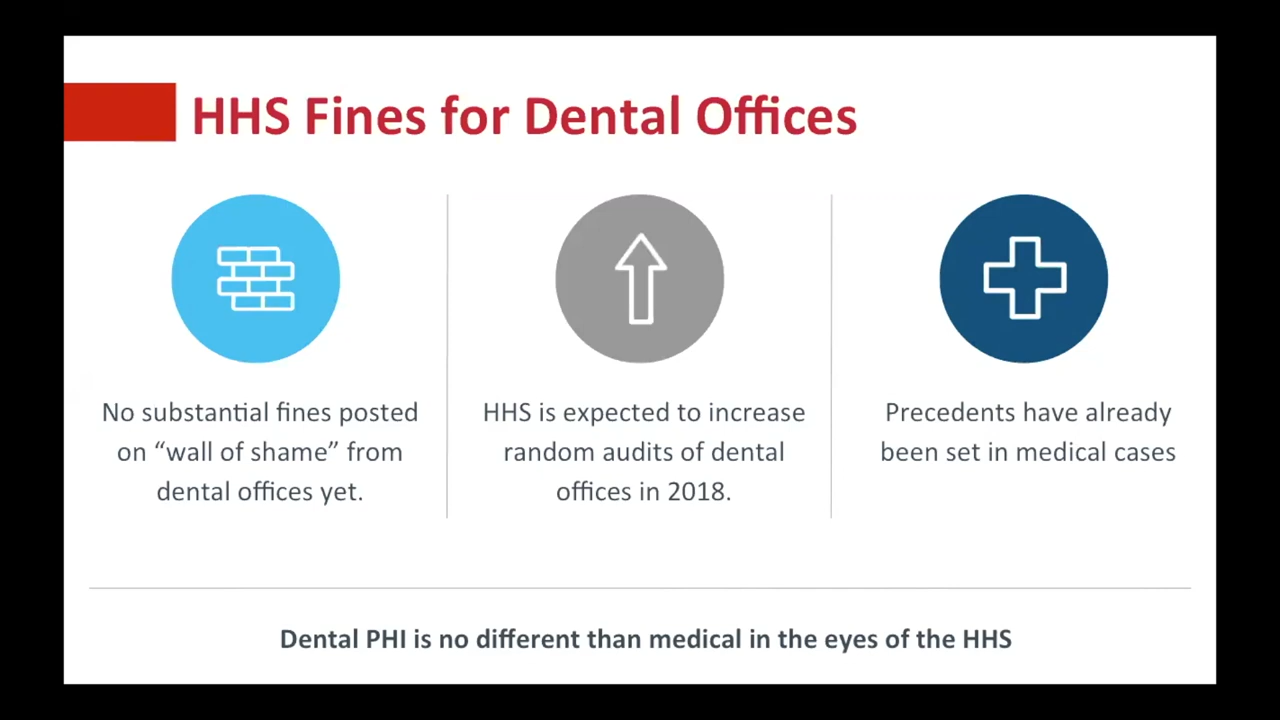 HHS Fines for Dental Offices
No substantial fines posted
on “wall of shame” from
dental offices yet.
HHS is expected to increase
random audits of dental
offices in 2018.
Precedents have already
been set in medical cases
Dental PHI is no different than medical in the eyes of the HHS